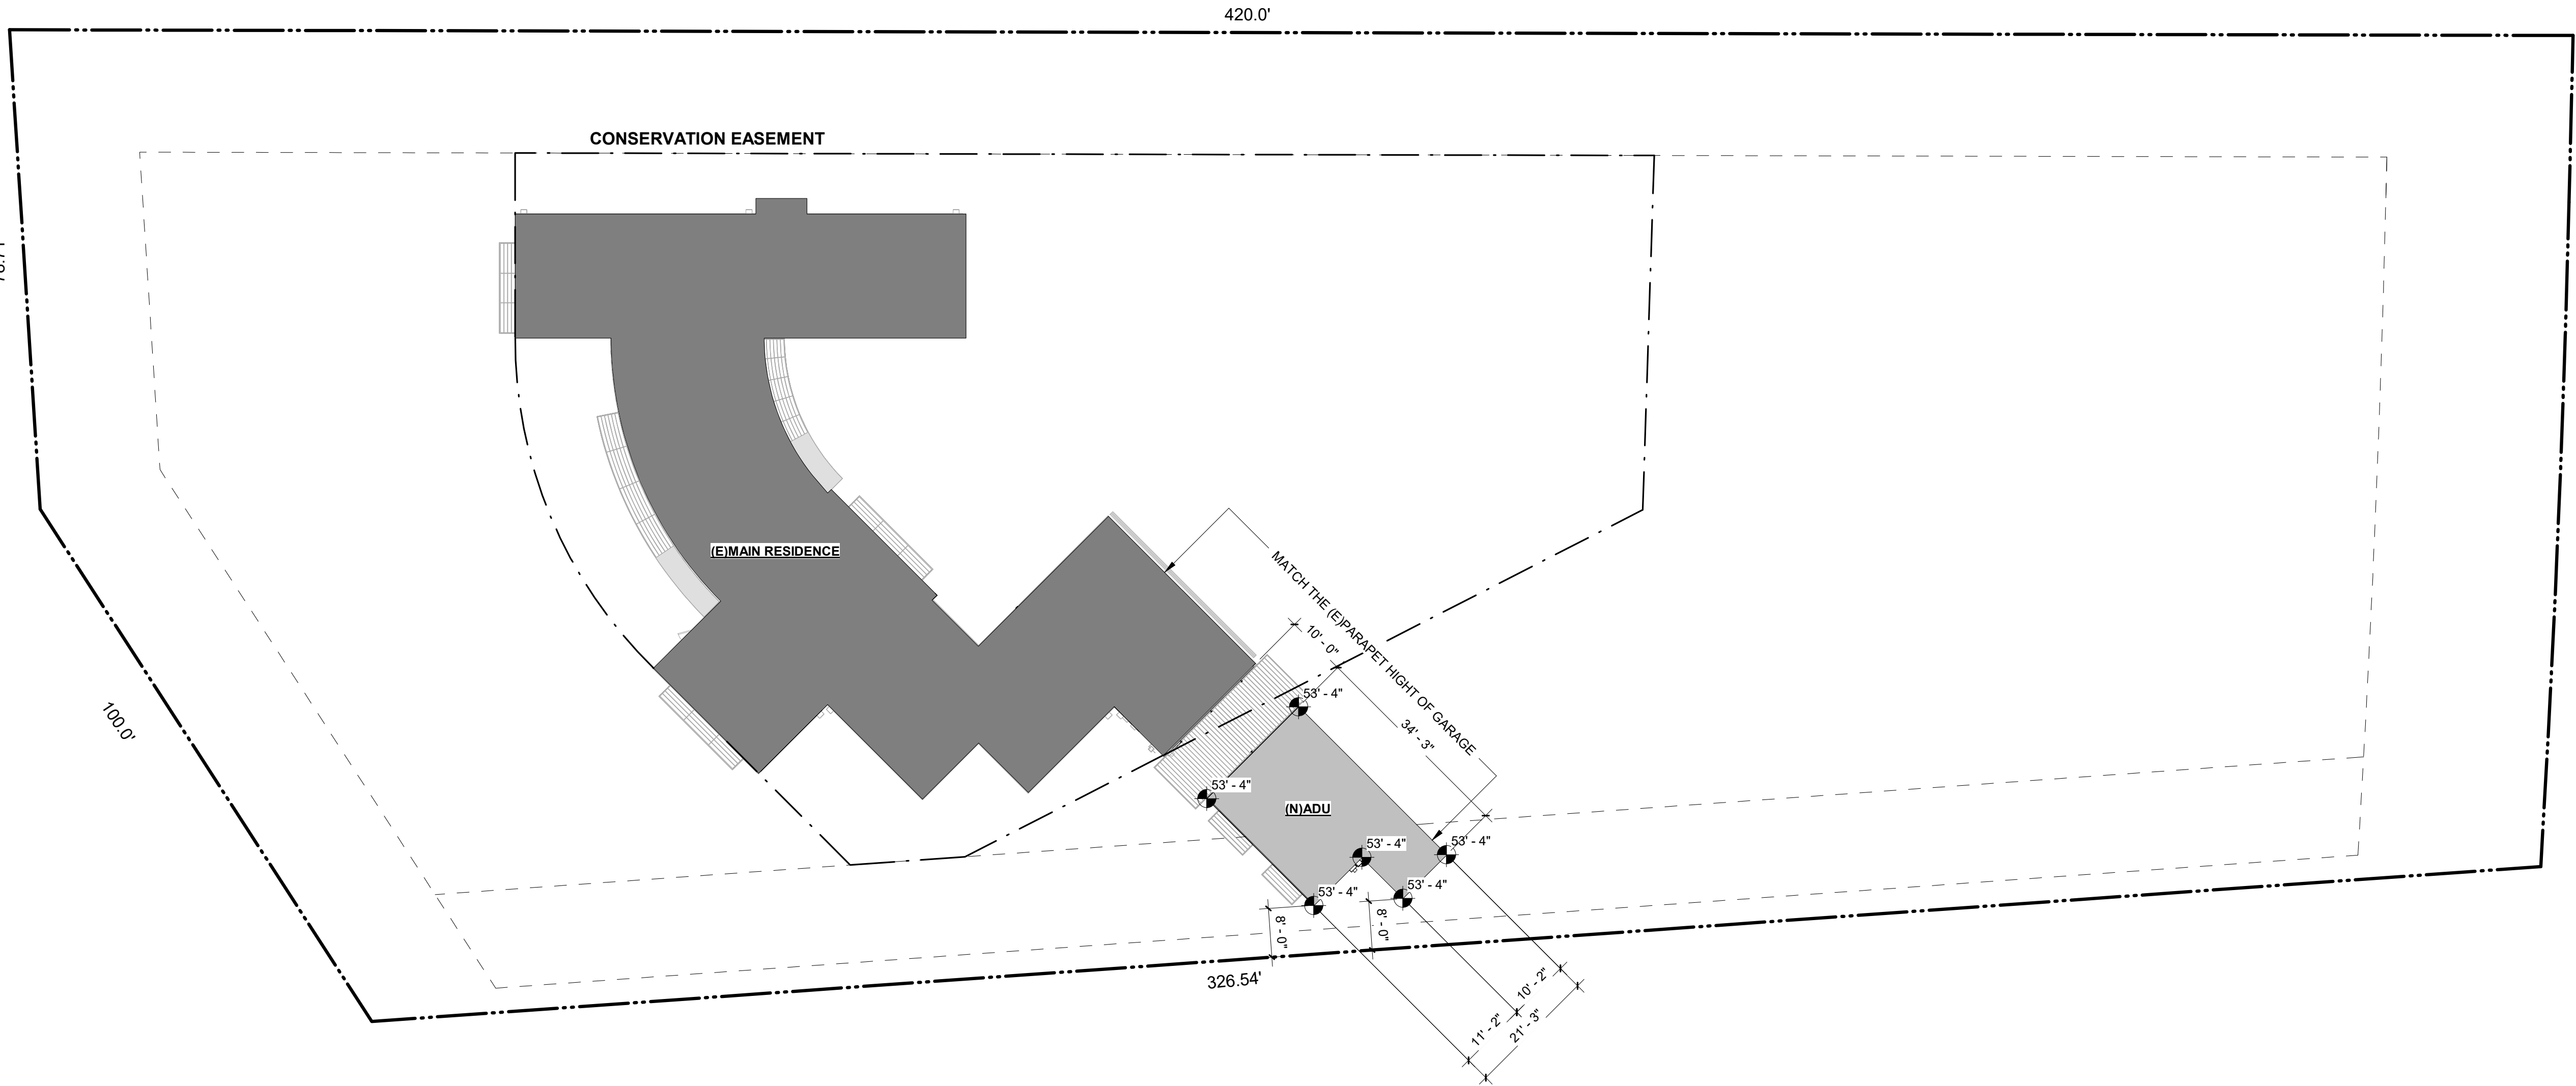 420.0'
CONSERVATION EASEMENT
(E)MAIN RESIDENCE
MATCH THE (E)PARAPET HIGHT OF GARAGE
10' - 0"
53' - 4"
34' - 3"
100.0'
53' - 4"
(N)ADU
53' - 4"
53' - 4"
53' - 4"
53' - 4"
8' - 0"
8' - 0"
326.54'
10' - 2"
11' - 2"
21' - 3"